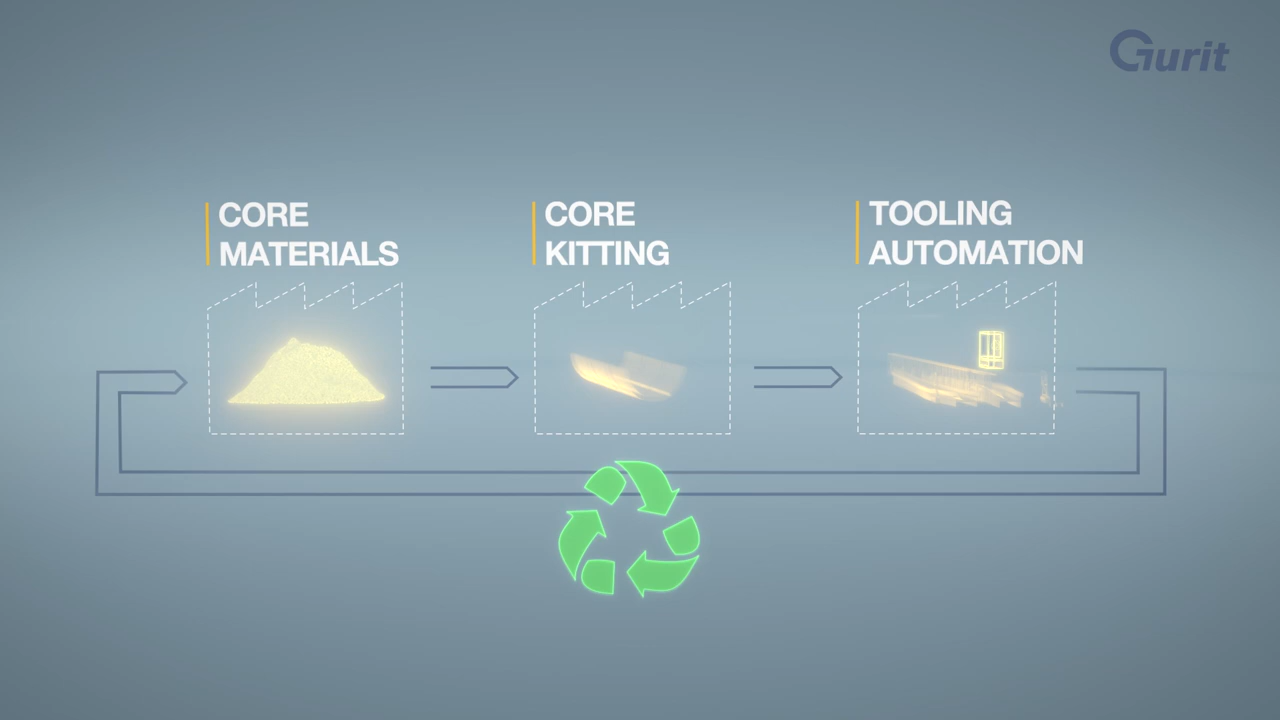 Gurit
CORE
MATERIALS
CORE
KITTING
TOOLING
AUTOMATION